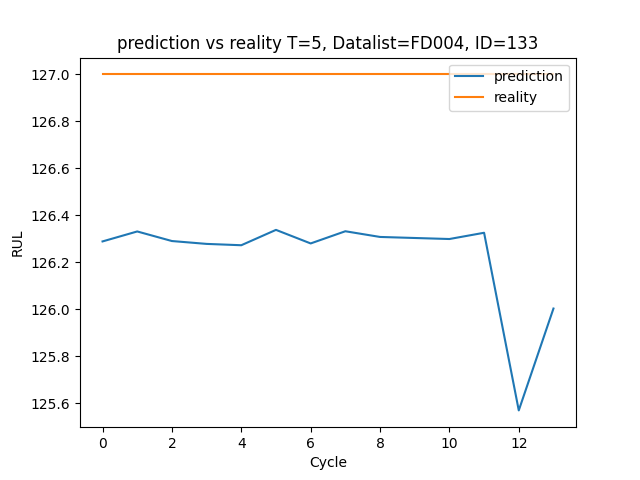 prediction vs reality T=5, Datalist=FD004, ID=133
127.0
126.8
126.6
126.4
126.2
126.0
125.8
125.6
RUL
prediction
reality
0 2 4 6 8 10 12
Cycle